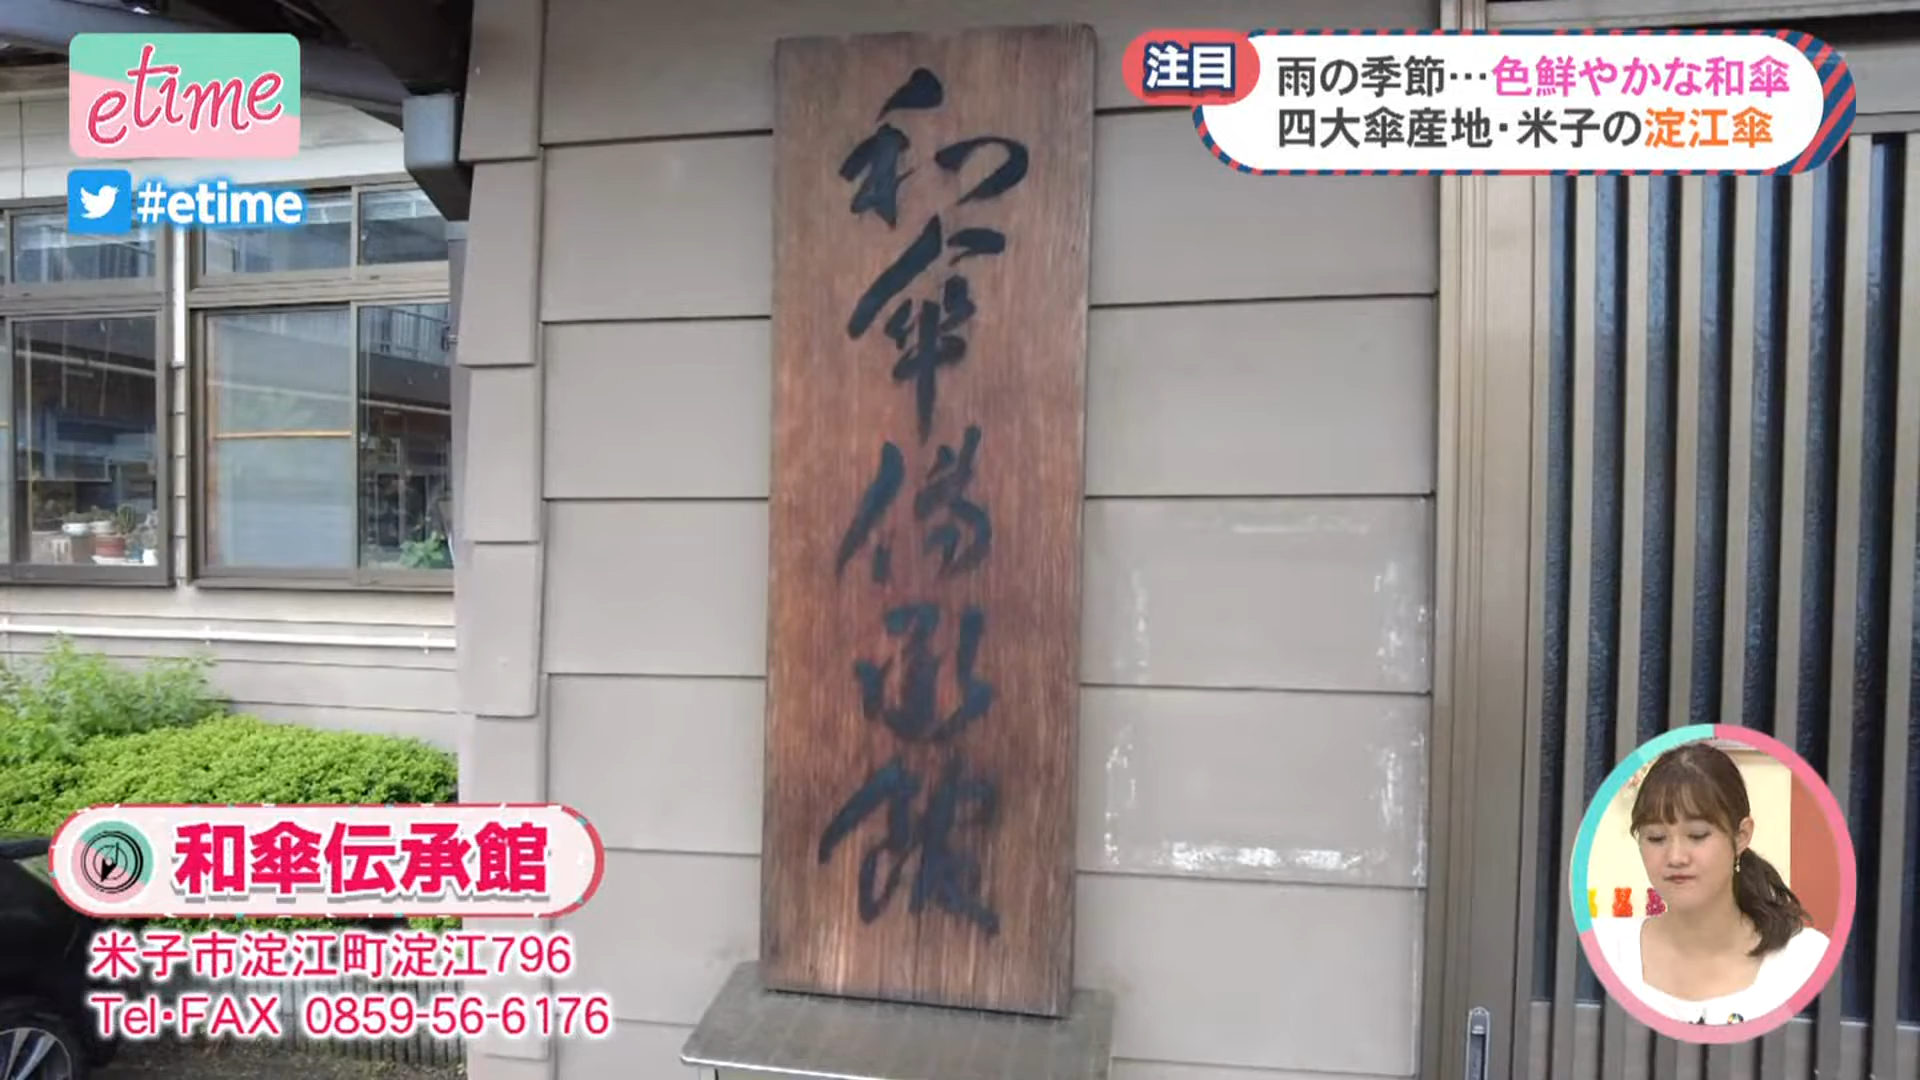 etime
#etime
注目
雨の季節…色鮮やかな和傘
四大傘産地・米子の淀江傘
和傘伝承館
和傘伝承館
米子市淀江町淀江796
Tel・FAX 0859-56-6176